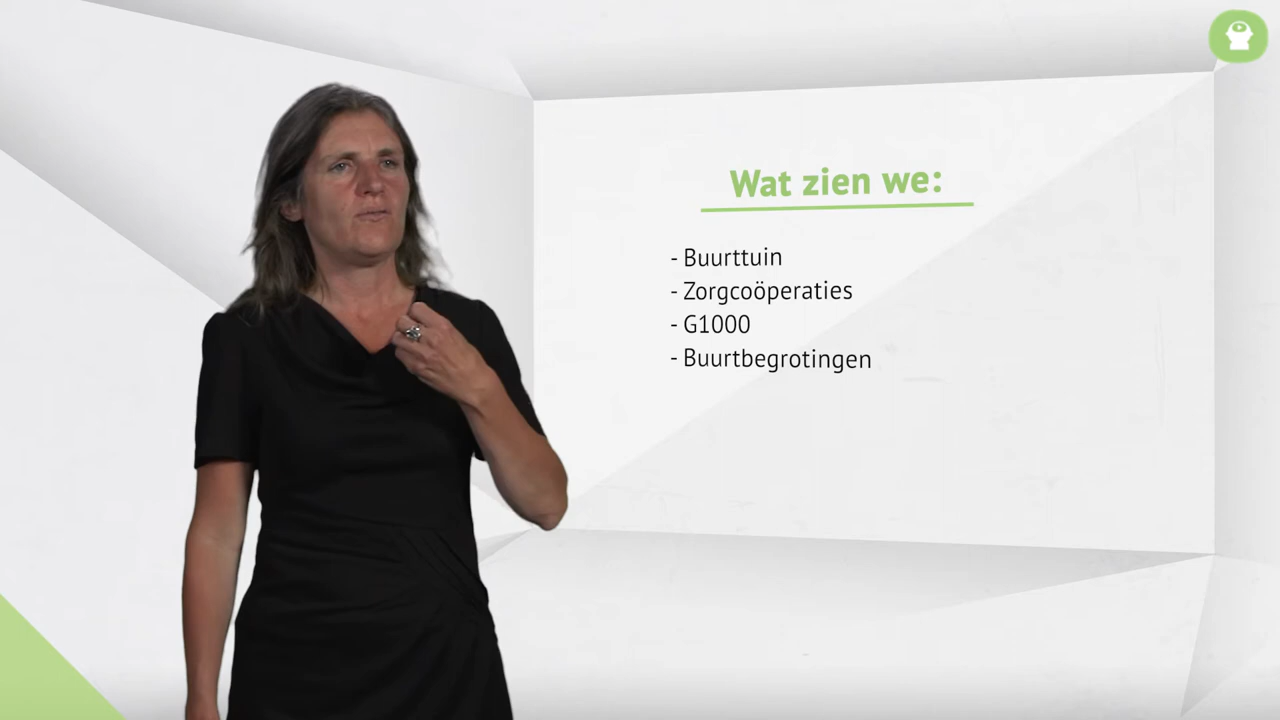 Wat zien we:
- Buurttuin
- Zorgcoöperaties
- G1000
- Buurtbegrotingen